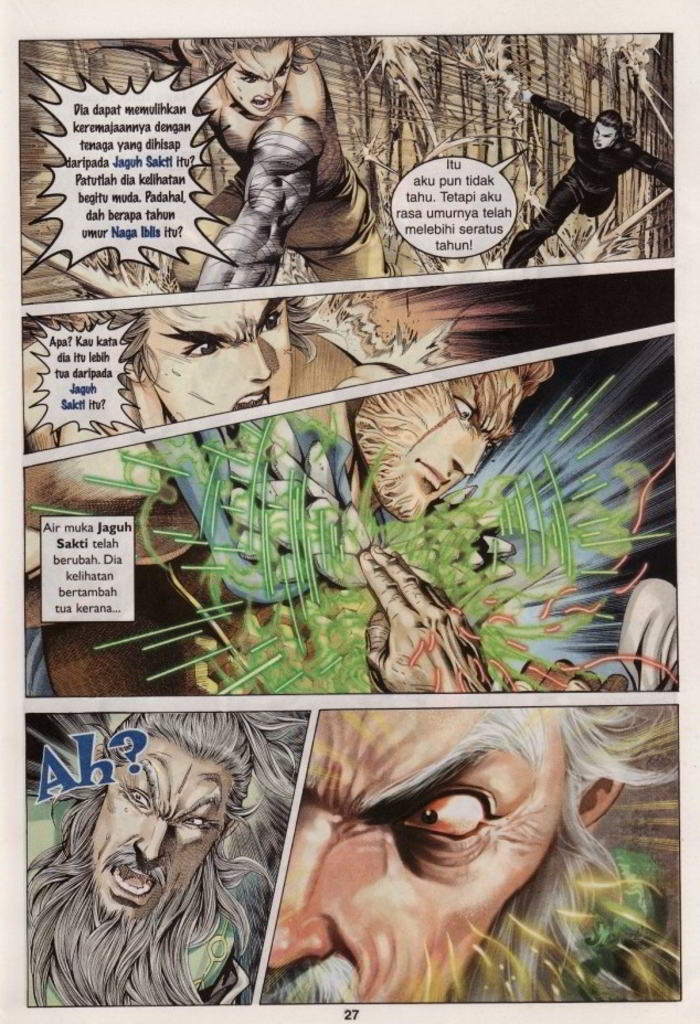 Dia dapat memulihkan
keremajaannya dengan
tenaga yang dihisap
daripada Jaguh Sakti itu?
Patutlah dia kelihatan
begitu muda. Padahal,
dah berapa tahun
umur Naga Iblis itu?
Itu
aku pun tidak
tahu. Tetapi aku
rasa umurnya telah
melebihi seratus
tahun!
Apa? Kau kata
dia itu lebih
tua daripada
Jaguh
Sakti itu?
Air muka Jaguh
Sakti telah
berubah. Dia
kelihatan
bertambah
tua kerana...
Ah?
27